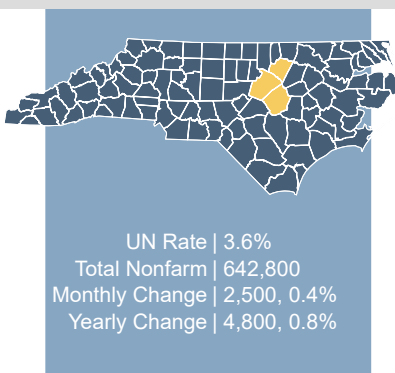 UN Rate | 3.6%
Total Nonfarm | 642,800
Monthly Change | 2,500, 0.4%
Yearly Change | 4,800, 0.8%